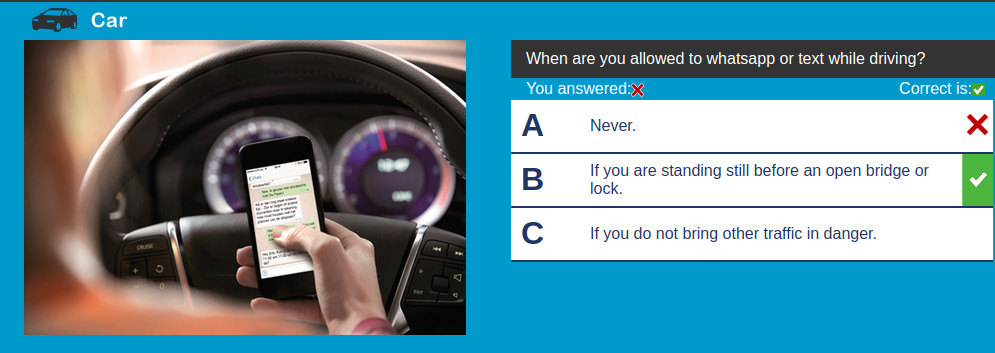 Car
When are you allowed to whatsapp or text while driving?
You answered:
Correct is:
A
Never.
B
If you are standing still before an open bridge or
lock.
C
If you do not bring other traffic in danger.
CRUISE